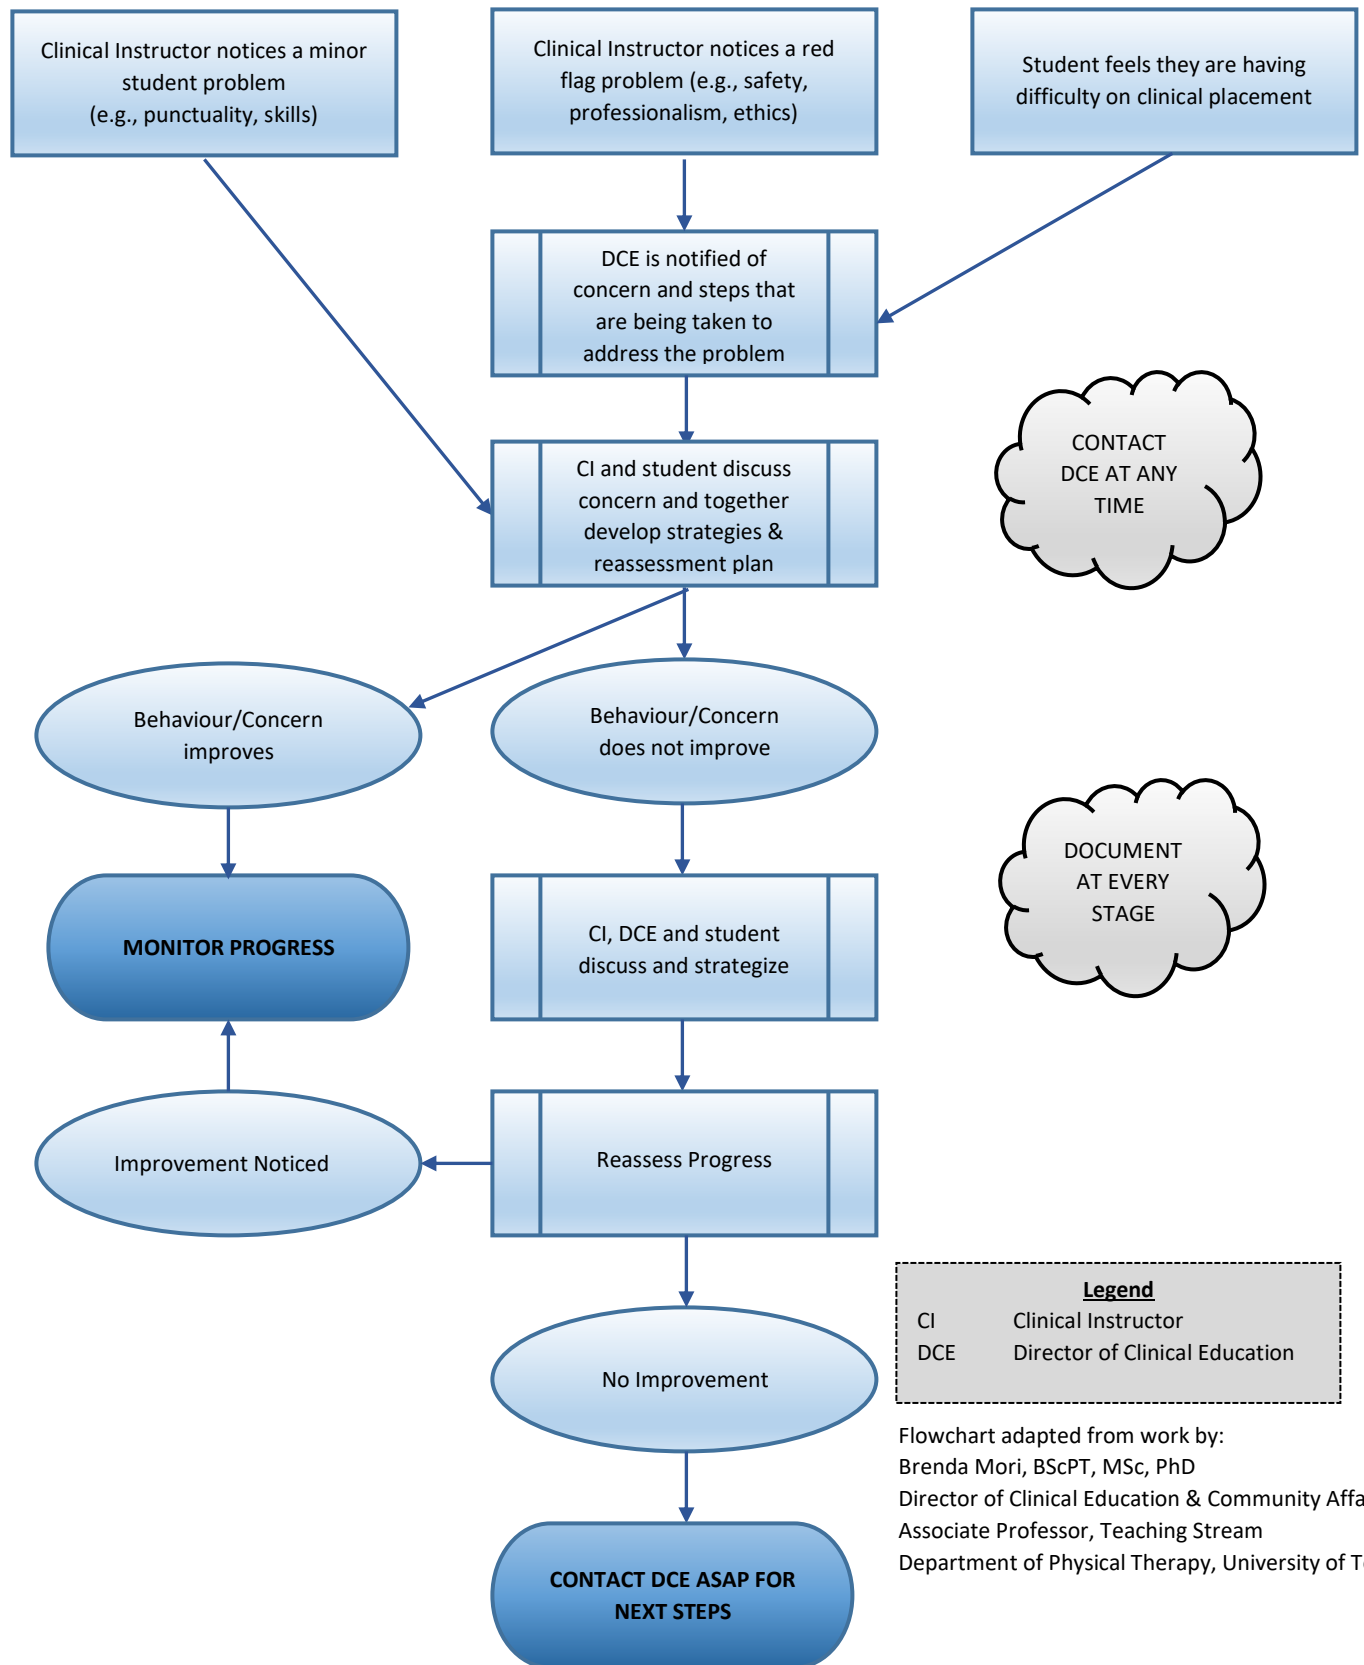 Clinical Instructor notices a minor
student problem
(e.g., punctuality, skills)
Clinical Instructor notices a red
flag problem (e.g., safety,
professionalism, ethics)
Student feels they are having
difficulty on clinical placement
DCE is notified of
concern and steps that
are being taken to
address the problem
CONTACT
DCE AT ANY
TIME
CI and student discuss
concern and together
develop strategies &
reassessment plan
Behaviour/Concern
improves
Behaviour/Concern
does not improve
DOCUMENT
AT EVERY
STAGE
MONITOR PROGRESS
CI, DCE and student
discuss and strategize
Improvement Noticed
Reassess Progress
Legend
CI Clinical Instructor
DCE Director of Clinical Education
No Improvement
Flowchart adapted from work by:
Brenda Mori, BScPT, MSc, PhD
Director of Clinical Education & Community Affa
Associate Professor, Teaching Stream
Department of Physical Therapy, University of T
CONTACT DCE ASAP FOR
NEXT STEPS